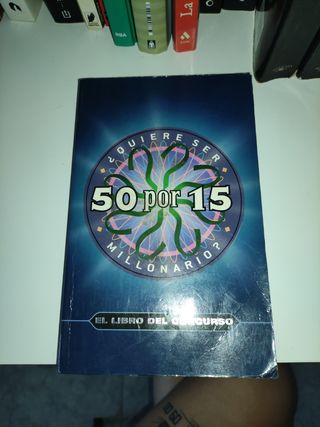 RBA
La
¿QUIERE SER
50 por 15
MILLONARIO?
EL LIBRO DEL CONCURSO